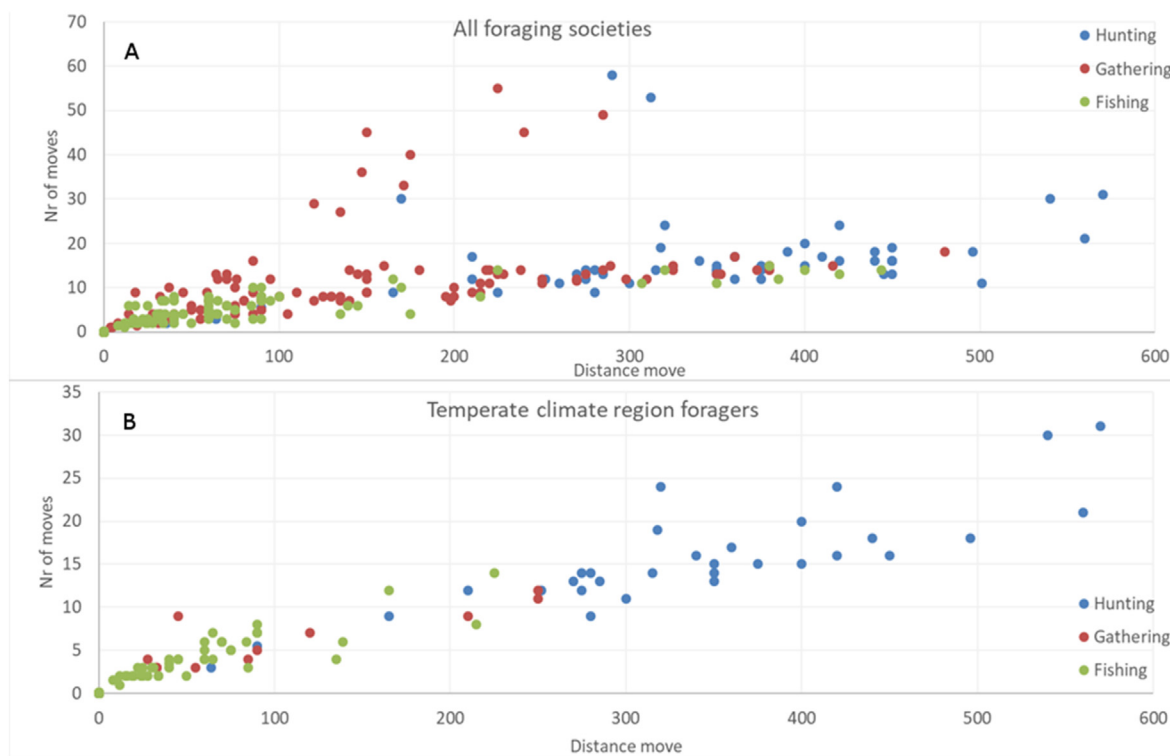 All foraging societies
A
Hunting
Gathering
Fishing
Nr of moves
70
60
50
40
30
20
10
0
0 100 200 300 400 500 600
Distance move
Temperate climate region foragers
B
Nr of moves
35
30
25
20
15
10
5
0
Hunting
Gathering
Fishing
0 100 200 300 400 500 600
Distance move